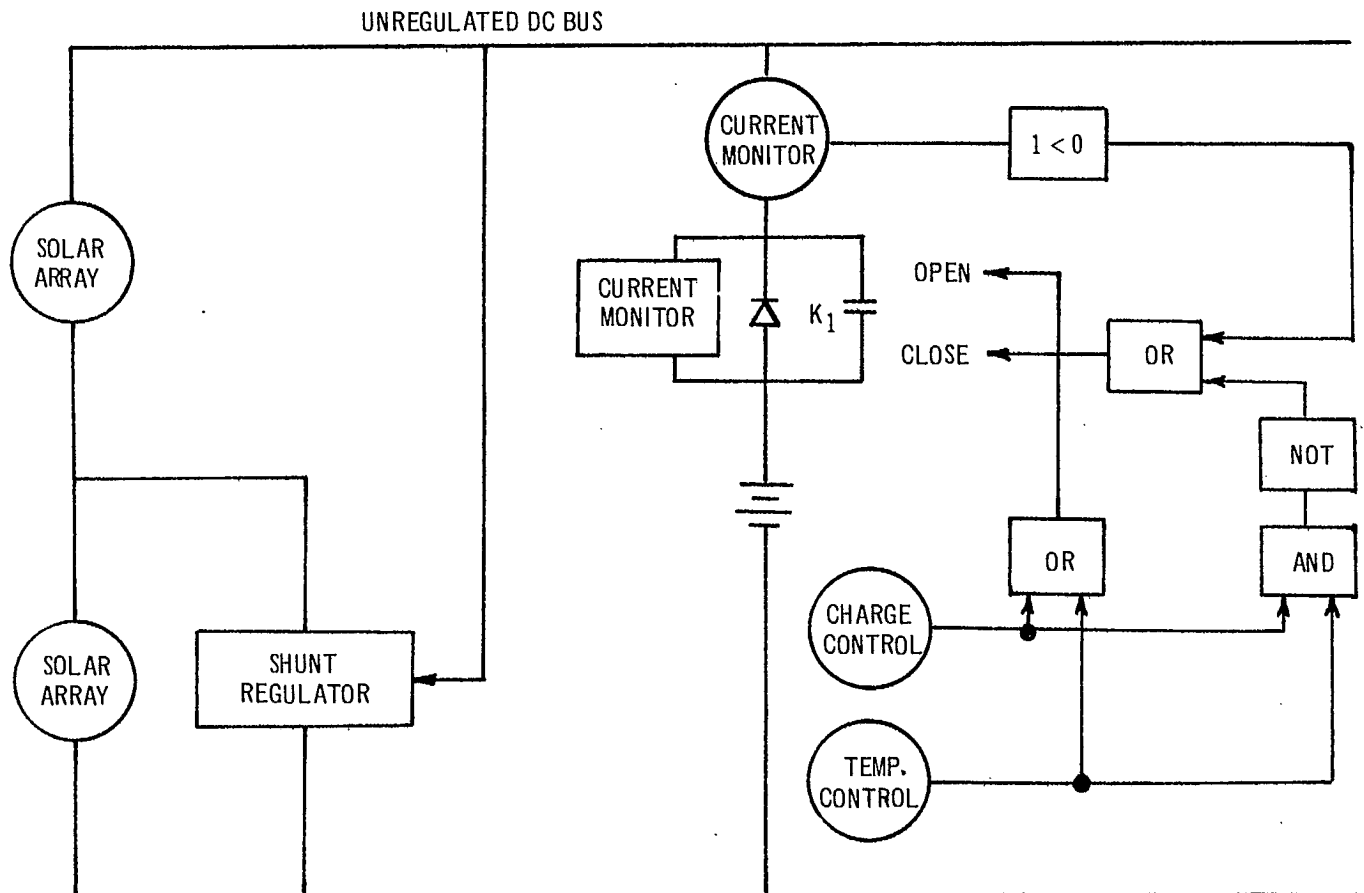 UNREGULATED DC BUS
CURRENT
MONITOR
1 < 0
SOLAR
ARRAY
CURRENT
MONITOR
K1
OPEN
CLOSE
OR
NOT
OR
AND
CHARGE
CONTROL
SOLAR
ARRAY
SHUNT
REGULATOR
TEMP.
CONTROL